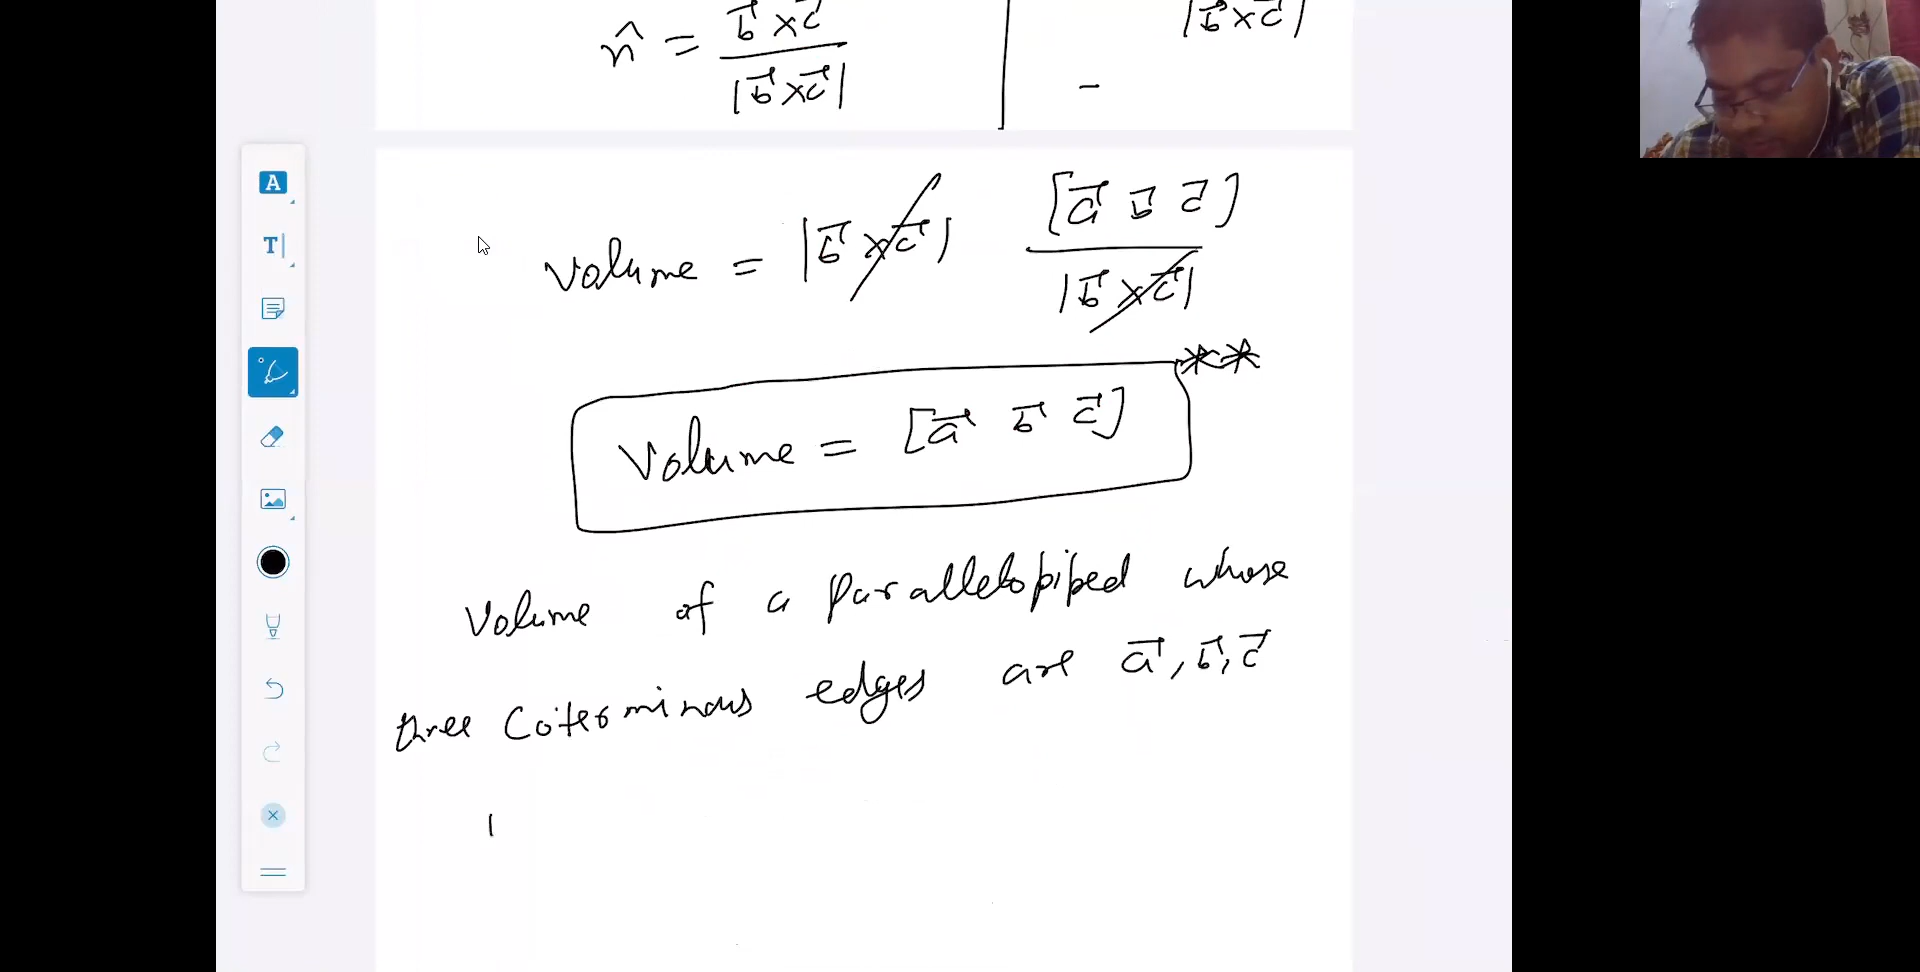 n̂ = (b⃗ × c⃗) / |b⃗ × c⃗|
|b⃗ × c⃗|
-
Volume = |b⃗ × c⃗| [a⃗ b⃗ c⃗] / |b⃗ × c⃗|
**
Volume = [a⃗ b⃗ c⃗]
Volume of a Parallelopiped whose
three Coterminous edges are a⃗, b⃗, c⃗
A
T